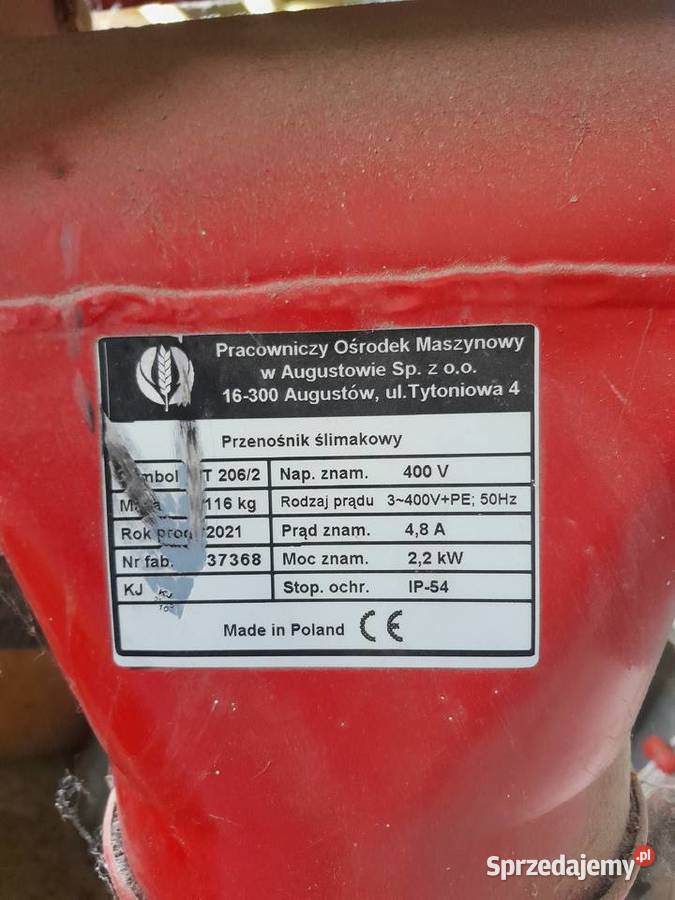 Pracowniczy Ośrodek Maszynowy
w Augustowie Sp. z o.o.
16-300 Augustów, ul.Tytoniowa 4
Przenośnik ślimakowy
T 206/2 Nap. znam. 400 V
116 kg Rodzaj prądu 3~400V+PE; 50Hz
Rok prod 2021 Prąd znam. 4,8 A
Nr fab. 37368 Moc znam. 2,2 kW
KJ Stop. ochr. IP-54
Made in Poland CE
Sprzedajemy.pl